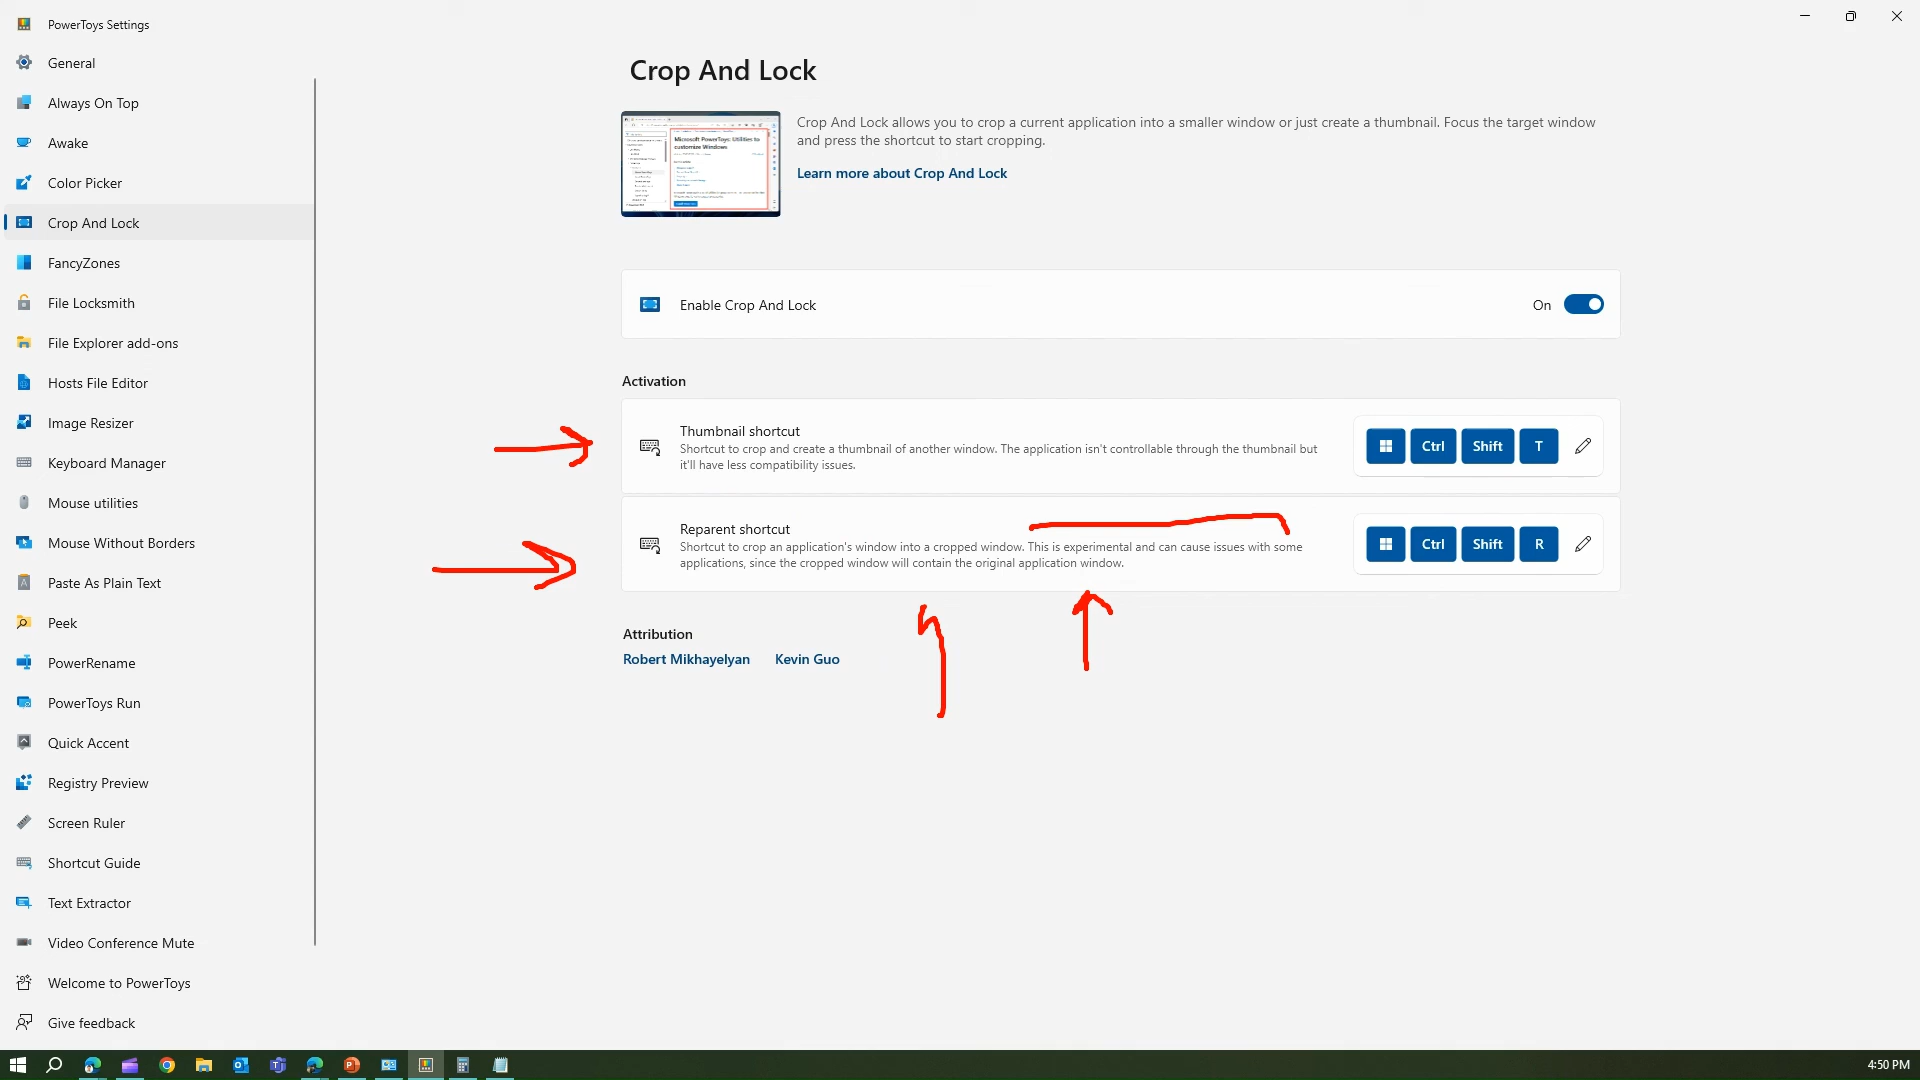 PowerToys Settings
General
Always On Top
Awake
Color Picker
Crop And Lock
FancyZones
File Locksmith
File Explorer add-ons
Hosts File Editor
Image Resizer
Keyboard Manager
Mouse utilities
Mouse Without Borders
Paste As Plain Text
Peek
PowerRename
PowerToys Run
Quick Accent
Registry Preview
Screen Ruler
Shortcut Guide
Text Extractor
Video Conference Mute
Welcome to PowerToys
Give feedback
Crop And Lock
Microsoft PowerToys: Utilities to
customize Windows
Crop And Lock allows you to crop a current application into a smaller window or just create a thumbnail. Focus the target window
and press the shortcut to start cropping.
Learn more about Crop And Lock
Enable Crop And Lock
On
Activation
Thumbnail shortcut
Shortcut to crop and create a thumbnail of another window. The application isn't controllable through the thumbnail but
it'll have less compatibility issues.
Ctrl Shift T
Reparent shortcut
Shortcut to crop an application's window into a cropped window. This is experimental and can cause issues with some
applications, since the cropped window will contain the original application window.
Ctrl Shift R
Attribution
Robert Mikhayelyan Kevin Guo
4:50 PM